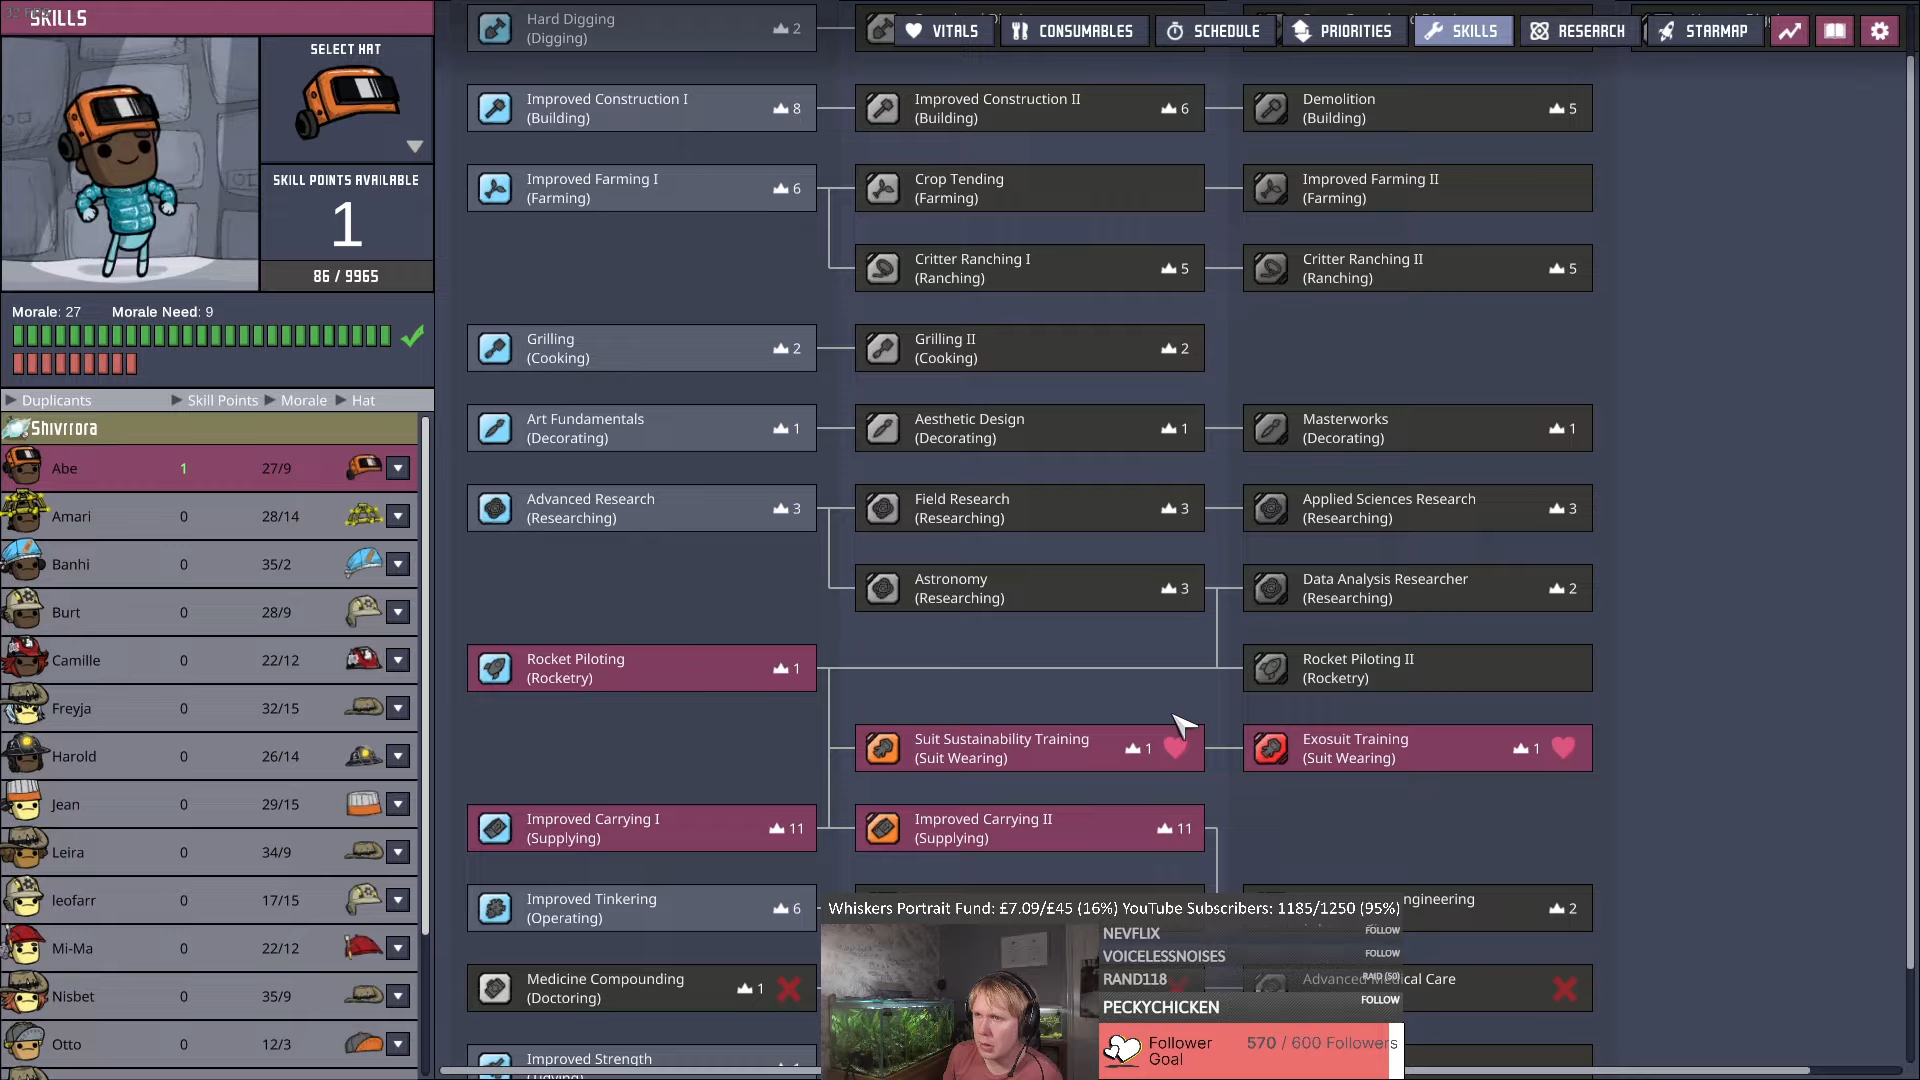 SKILLS
SELECT HAT
SKILL POINTS AVAILABLE
1
86 / 9965
Morale: 27 Morale Need: 9
Duplicants Skill Points Morale Hat
Shivrrora
Abe 1 27/9
Amari 0 28/14
Banhi 0 35/2
Burt 0 28/9
Camille 0 22/12
Freyja 0 32/15
Harold 0 26/14
Jean 0 29/15
Leira 0 34/9
leofarr 0 17/15
Mi-Ma 0 22/12
Nisbet 0 35/9
Otto 0 12/3
VITALS CONSUMABLES SCHEDULE PRIORITIES SKILLS RESEARCH STARMAP
Hard Digging 2
(Digging)
Improved Construction I 8
(Building)
Improved Construction II 6
(Building)
Demolition 5
(Building)
Improved Farming I 6
(Farming)
Crop Tending
(Farming)
Improved Farming II
(Farming)
Critter Ranching I 5
(Ranching)
Critter Ranching II 5
(Ranching)
Grilling 2
(Cooking)
Grilling II 2
(Cooking)
Art Fundamentals 1
(Decorating)
Aesthetic Design 1
(Decorating)
Masterworks 1
(Decorating)
Advanced Research 3
(Researching)
Field Research 3
(Researching)
Applied Sciences Research 3
(Researching)
Astronomy 3
(Researching)
Data Analysis Researcher 2
(Researching)
Rocket Piloting 1
(Rocketry)
Rocket Piloting II
(Rocketry)
Suit Sustainability Training 1
(Suit Wearing)
Exosuit Training 1
(Suit Wearing)
Improved Carrying I 11
(Supplying)
Improved Carrying II 11
(Supplying)
Improved Tinkering 6
(Operating)
ngineering 2
Medicine Compounding 1
(Doctoring)
Advanced Medical Care
Improved Strength
Whiskers Portrait Fund: £7.09/£45 (16%) YouTube Subscribers: 1185/1250 (95%)
NEVFLIX FOLLOW
VOICELESSNOISES FOLLOW
RAND118 RAID (50)
PECKYCHICKEN FOLLOW
Follower Goal 570 / 600 Followers